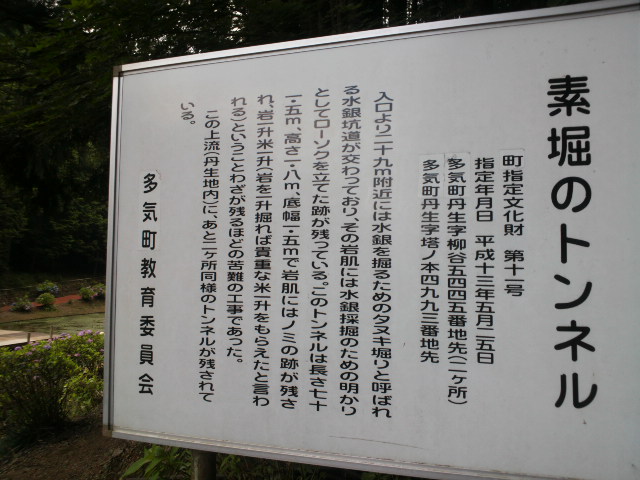 素堀のトンネル
町指定文化財　第十一号
指定年月日　平成十三年五月二五日
多気町丹生字柳谷五四四五番地先（二ヶ所）
多気町丹生字塔ノ本四九九三番地先
入口より二十九m附近には水銀を掘るためのタヌキ堀りと呼ばれ
る水銀坑道が交わっており、その岩肌には水銀採掘のための明かり
としてローソクを立てた跡が残っている。このトンネルは長さ七十
一・五m、高さ一・八m、底幅一・五mで岩肌にはノミの跡が残さ
れ、岩一升米一升（岩を一升掘れば貴重な米一升をもらえたと言わ
れる）ということわざが残るほどの苦難の工事であった。
この上流（丹生地内）に、あと二ヶ所同様のトンネルが残されて
いる。
多気町教育委員会